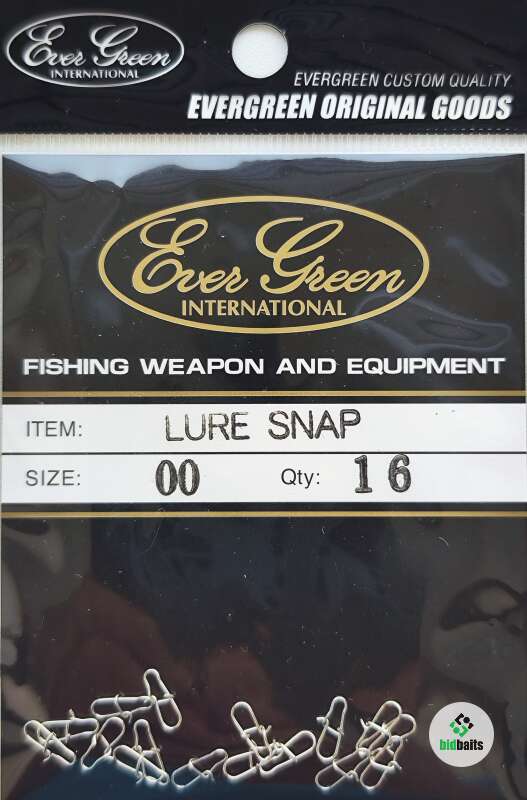 Ever Green
INTERNATIONAL
EVERGREEN CUSTOM QUALITY
EVERGREEN ORIGINAL GOODS
Ever Green
INTERNATIONAL
FISHING WEAPON AND EQUIPMENT
ITEM: LURE SNAP
SIZE: 00 Qty: 16
bidbaits